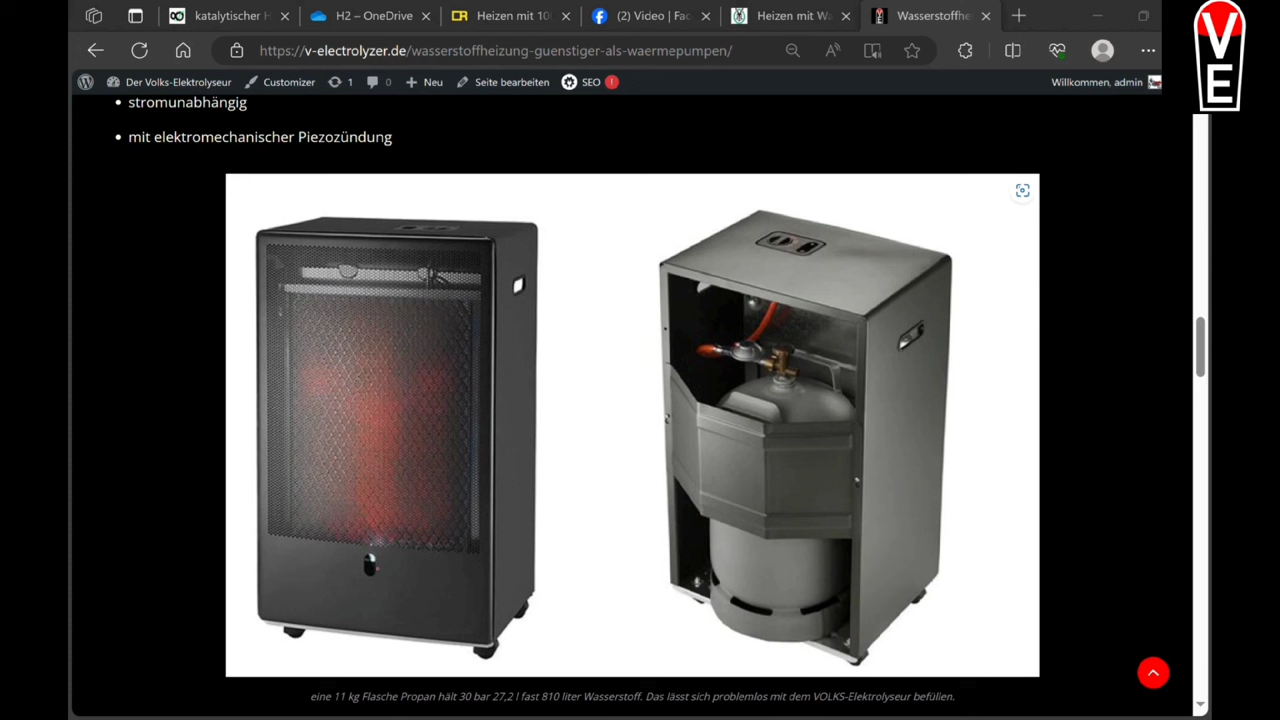 katalytischer H
H2 – OneDrive
Heizen mit 10
(2) Video | Fac
Heizen mit Wa
Wasserstoffhe
https://v-electrolyzer.de/wasserstoffheizung-guenstiger-als-waermepumpen/
Der Volks-Elektrolyseur
Customizer
1
0
Neu
Seite bearbeiten
SEO
!
Willkommen, admin
VE
• stromunabhängig
• mit elektromechanischer Piezozündung
eine 11 kg Flasche Propan hält 30 bar 27,2 l fast 810 liter Wasserstoff. Das lässt sich problemlos mit dem VOLKS-Elektrolyseur befüllen.